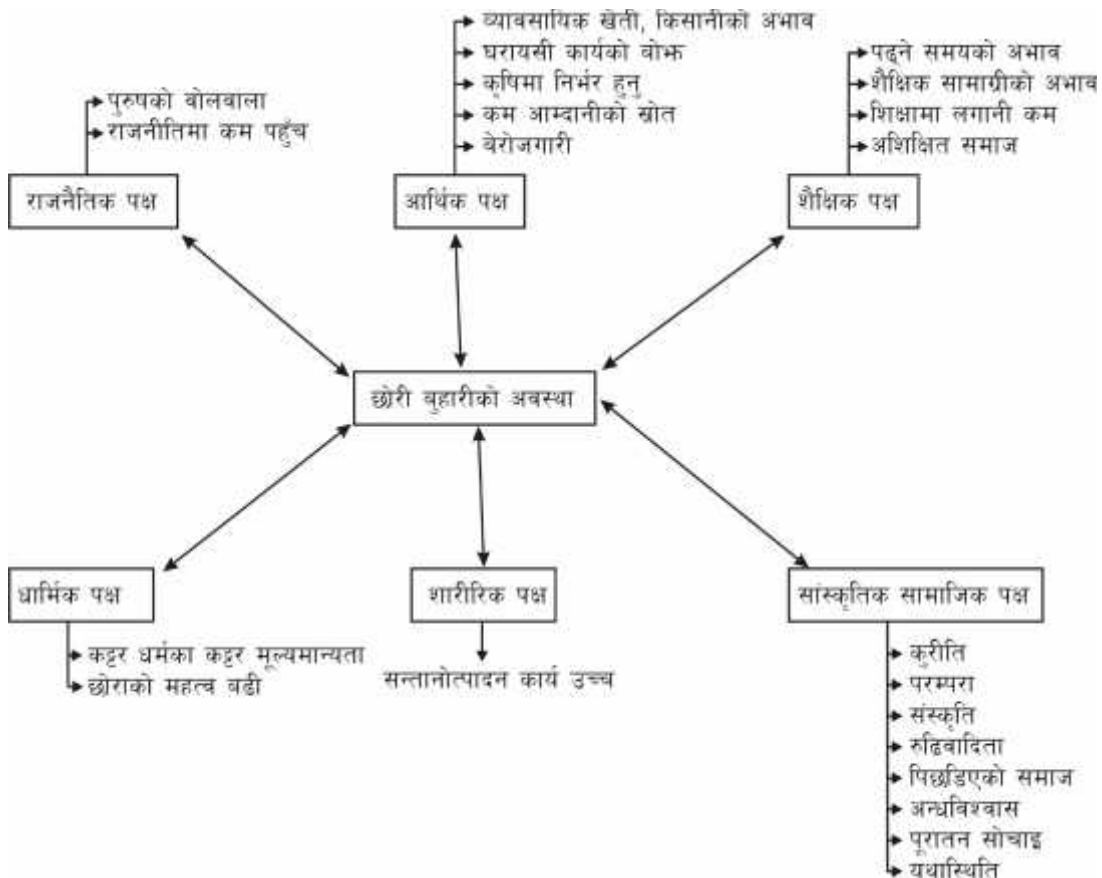 व्यावसायिक खेती, किसानीको अभाव
घरायसी कार्यको बोझ
कृषिमा निर्भर हुनु
कम आम्दानीको स्रोत
बेरोजगारी
पढ्ने समयको अभाव
शैक्षिक सामाग्रीको अभाव
शिक्षामा लगानी कम
अशिक्षित समाज
पुरुषको बोलवाला
राजनीतिमा कम पहुँच
राजनैतिक पक्ष
आर्थिक पक्ष
शैक्षिक पक्ष
छोरी बुहारीको अवस्था
धार्मिक पक्ष
शारीरिक पक्ष
सांस्कृतिक सामाजिक पक्ष
कट्टर धर्मका कट्टर मूल्यमान्यता
छोराको महत्व बढी
सन्तानोत्पादन कार्य उच्च
कुरीति
परम्परा
संस्कृति
रुढिवादिता
पिछडिएको समाज
अन्धविश्वास
पूरातन सोचाइ
यथास्थिति